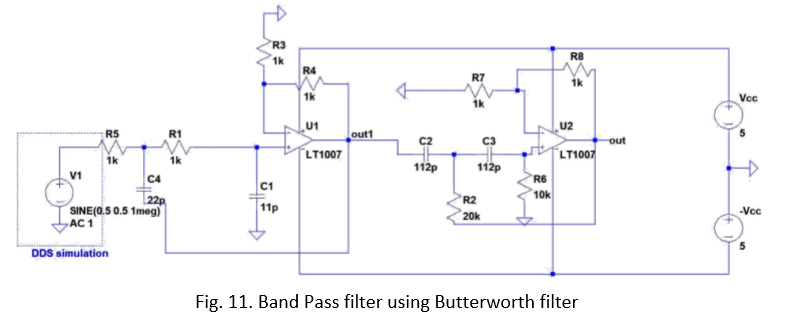 R3
1k
R4
1k
U1
LT1007
out1
R5
1k
R1
1k
V1
C4
22p
SINE(0.5 0.5 1meg)
AC 1
C1
11p
DDS simulation
R7
1k
R8
1k
U2
LT1007
out
C2
112p
C3
112p
R6
10k
R2
20k
Vcc
5
-Vcc
5
Fig. 11. Band Pass filter using Butterworth filter